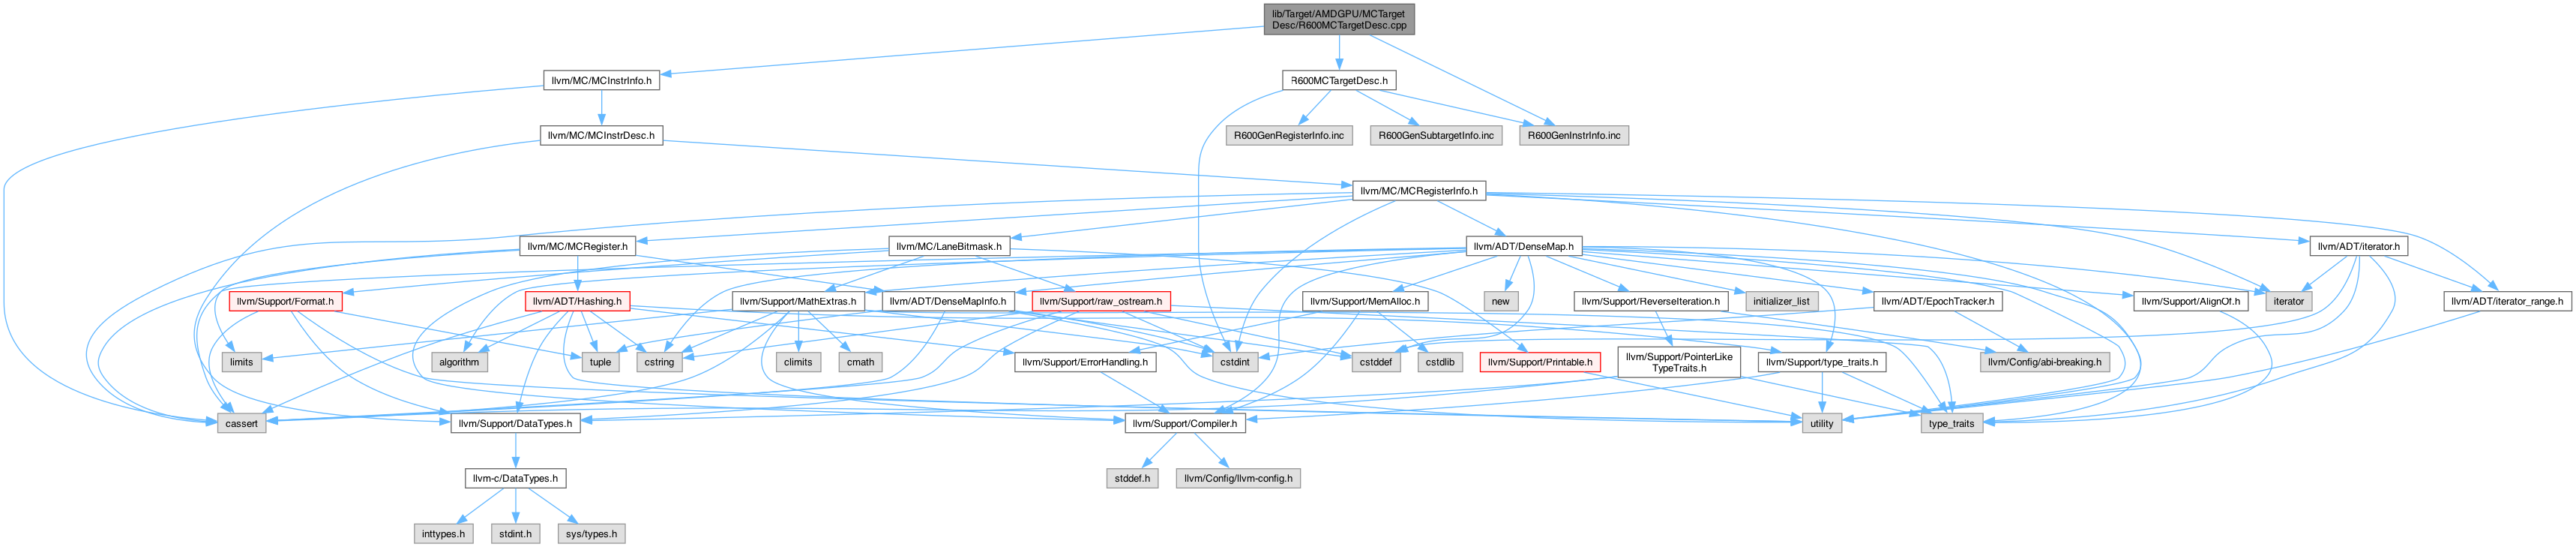 lib/Target/AMDGPU/MCTarget
Desc/R600MCTargetDesc.cpp
llvm/MC/MCInstrInfo.h
R600MCTargetDesc.h
llvm/MC/MCInstrDesc.h
R600GenRegisterInfo.inc
R600GenSubtargetInfo.inc
R600GenInstrInfo.inc
llvm/MC/MCRegisterInfo.h
llvm/MC/MCRegister.h
llvm/MC/LaneBitmask.h
llvm/ADT/DenseMap.h
llvm/ADT/iterator.h
llvm/Support/Format.h
llvm/ADT/Hashing.h
llvm/Support/MathExtras.h
llvm/ADT/DenseMapInfo.h
llvm/Support/raw_ostream.h
llvm/Support/MemAlloc.h
new
llvm/Support/ReverseIteration.h
initializer_list
llvm/ADT/EpochTracker.h
llvm/Support/AlignOf.h
iterator
llvm/ADT/iterator_range.h
limits
algorithm
tuple
cstring
climits
cmath
llvm/Support/ErrorHandling.h
cstdint
cstddef
cstdlib
llvm/Support/Printable.h
llvm/Support/PointerLike
TypeTraits.h
llvm/Support/type_traits.h
llvm/Config/abi-breaking.h
cassert
llvm/Support/DataTypes.h
llvm/Support/Compiler.h
utility
type_traits
llvm-c/DataTypes.h
stddef.h
llvm/Config/llvm-config.h
inttypes.h
stdint.h
sys/types.h